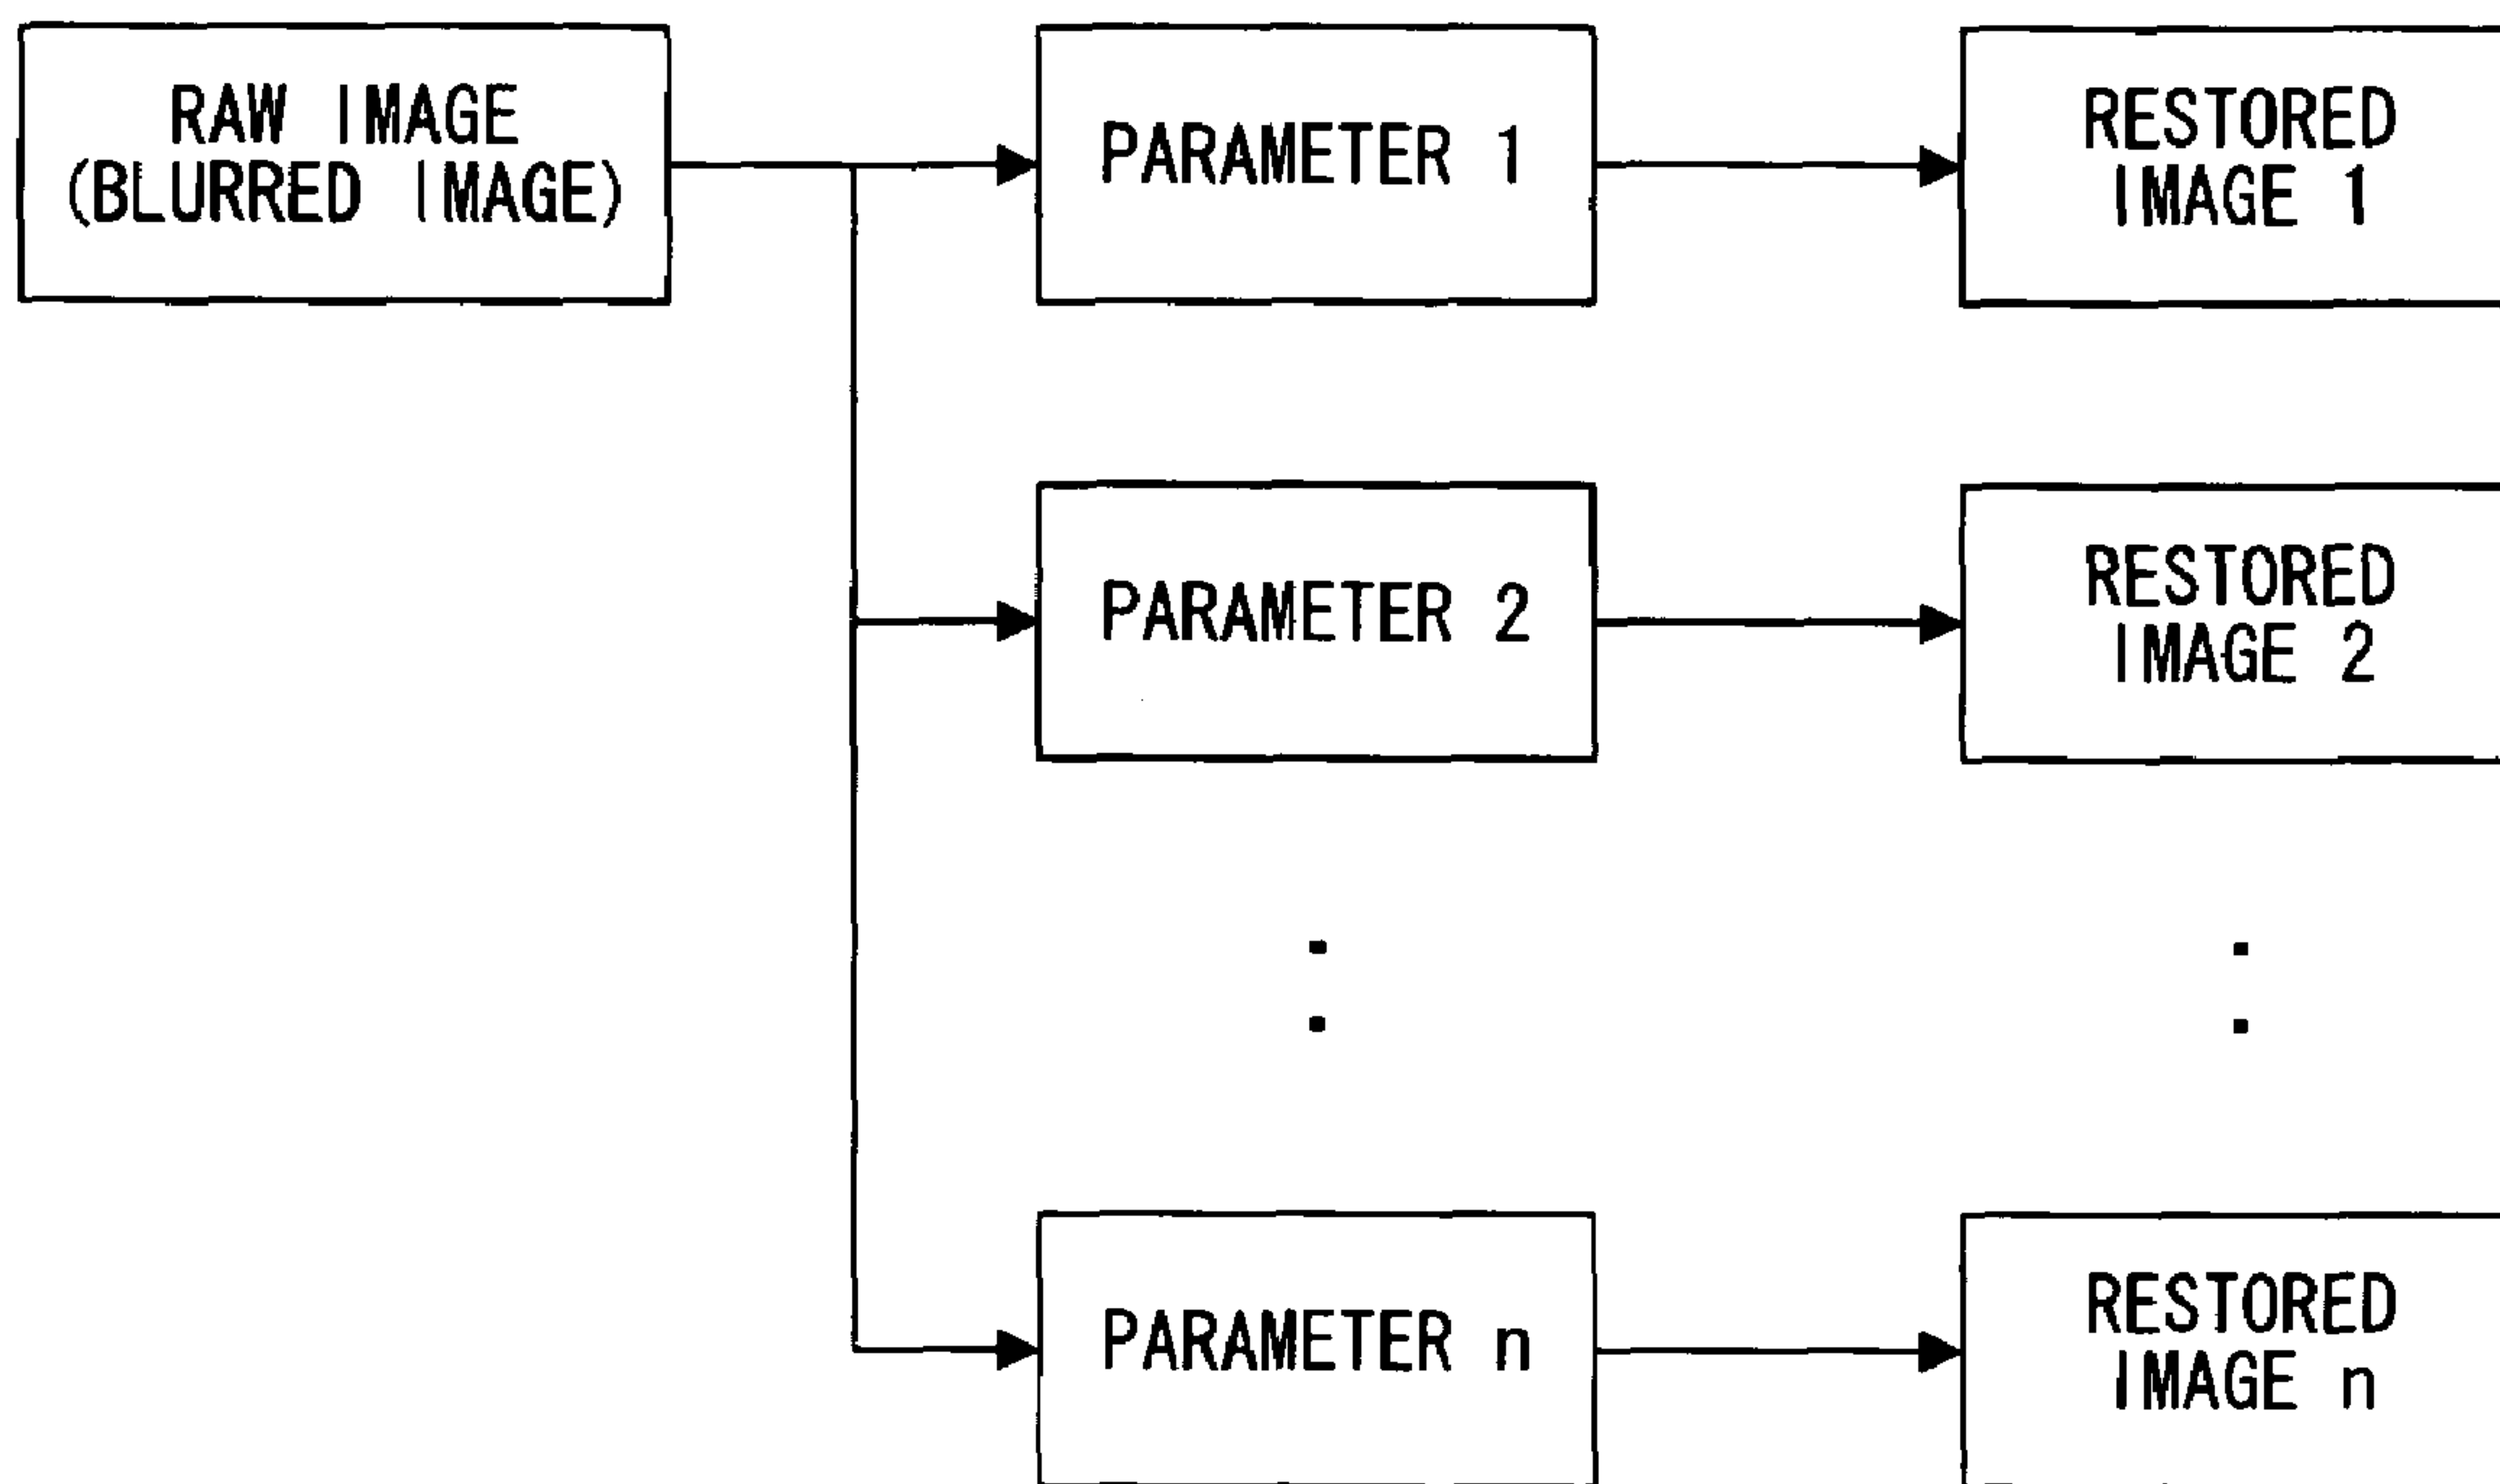 RAW IMAGE
(BLURRED IMAGE)
PARAMETER 1
RESTORED
IMAGE 1
PARAMETER 2
RESTORED
IMAGE 2
PARAMETER n
RESTORED
IMAGE n